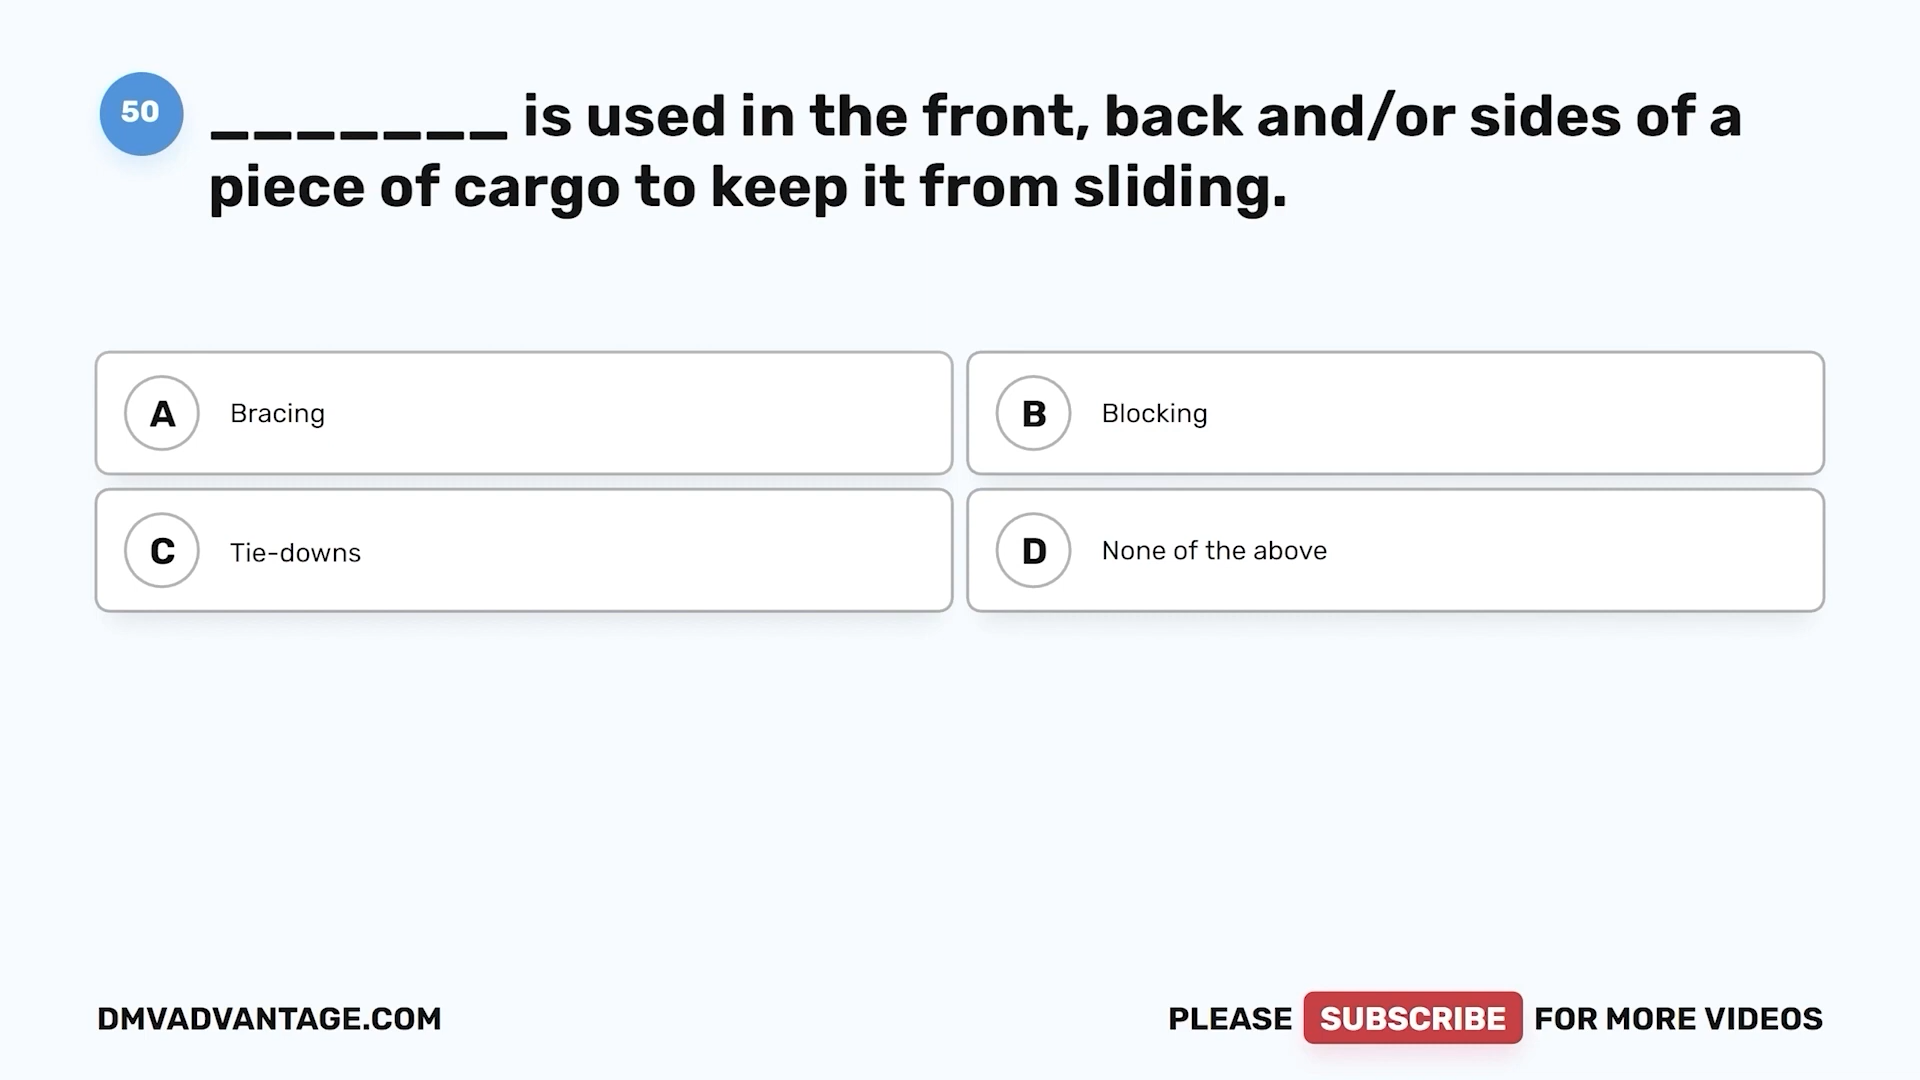 50
_______ is used in the front, back and/or sides of a
piece of cargo to keep it from sliding.
A Bracing
B Blocking
C Tie-downs
D None of the above
DMVADVANTAGE.COM
PLEASE SUBSCRIBE FOR MORE VIDEOS